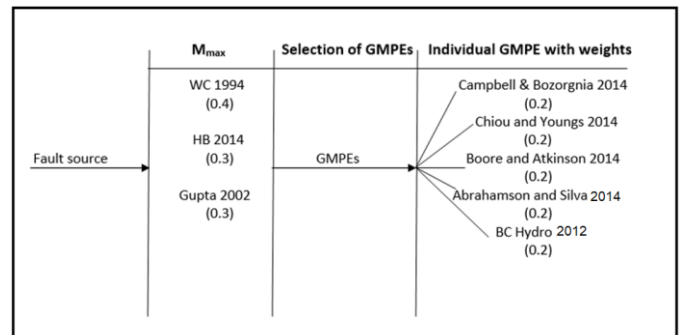 Mmax Selection of GMPEs Individual GMPE with weights
WC 1994 Campbell & Bozorgnia 2014
(0.4) (0.2)
Chiou and Youngs 2014
HB 2014 (0.2)
Fault source (0.3) GMPEs Boore and Atkinson 2014
(0.2)
Gupta 2002 Abrahamson and Silva 2014
(0.3) (0.2)
BC Hydro 2012
(0.2)